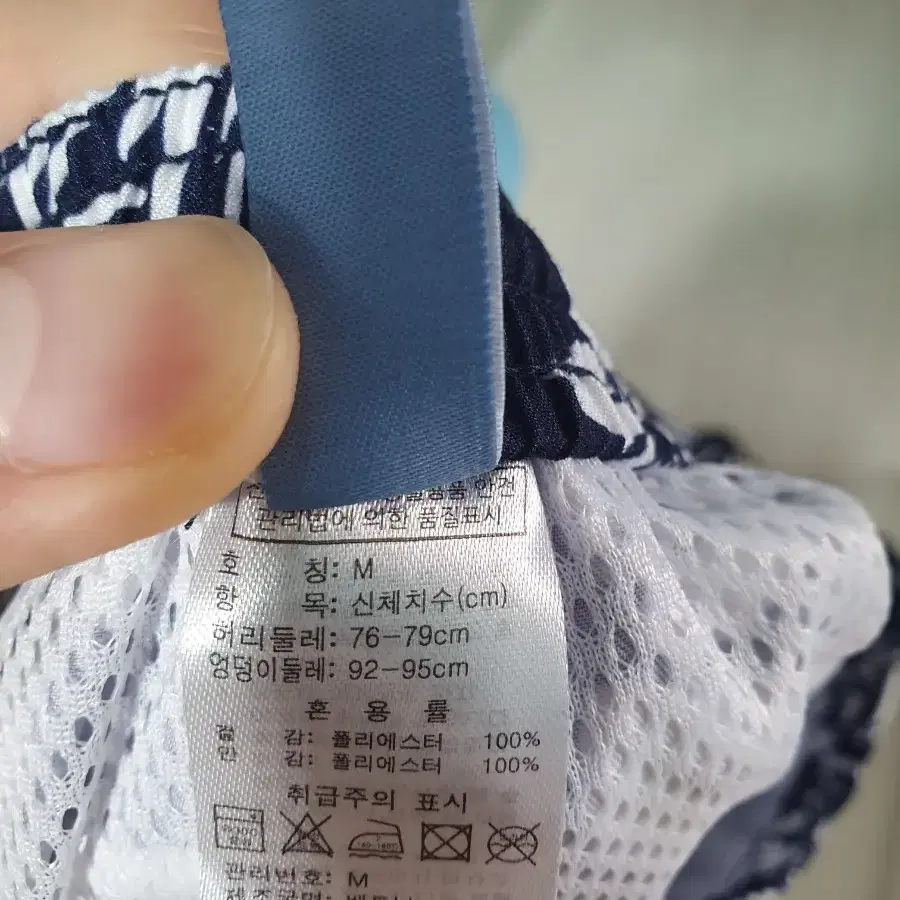 관리법에 의한 품질표시
호 칭: M
항 목: 신체치수(cm)
허리둘레: 76-79cm
엉덩이둘레: 92-95cm
혼 용 률
겉 감: 폴리에스터 100%
안 감: 폴리에스터 100%
취급주의 표시
관리번호: M